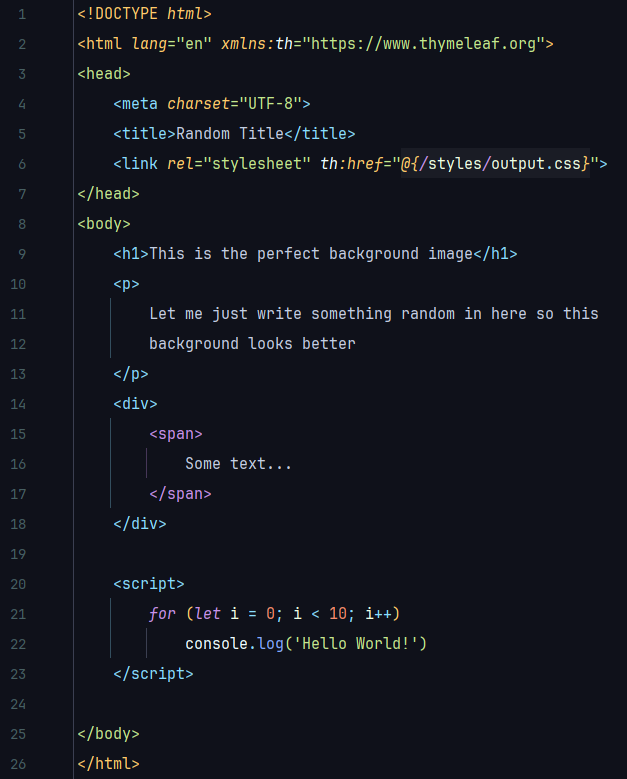 1 <!DOCTYPE html>
2 <html lang="en" xmlns:th="https://www.thymeleaf.org">
3 <head>
4     <meta charset="UTF-8">
5     <title>Random Title</title>
6     <link rel="stylesheet" th:href="@{/styles/output.css}">
7 </head>
8 <body>
9     <h1>This is the perfect background image</h1>
10     <p>
11         Let me just write something random in here so this
12         background looks better
13     </p>
14     <div>
15         <span>
16             Some text...
17         </span>
18     </div>
19
20     <script>
21         for (let i = 0; i < 10; i++)
22             console.log('Hello World!')
23     </script>
24
25 </body>
26 </html>